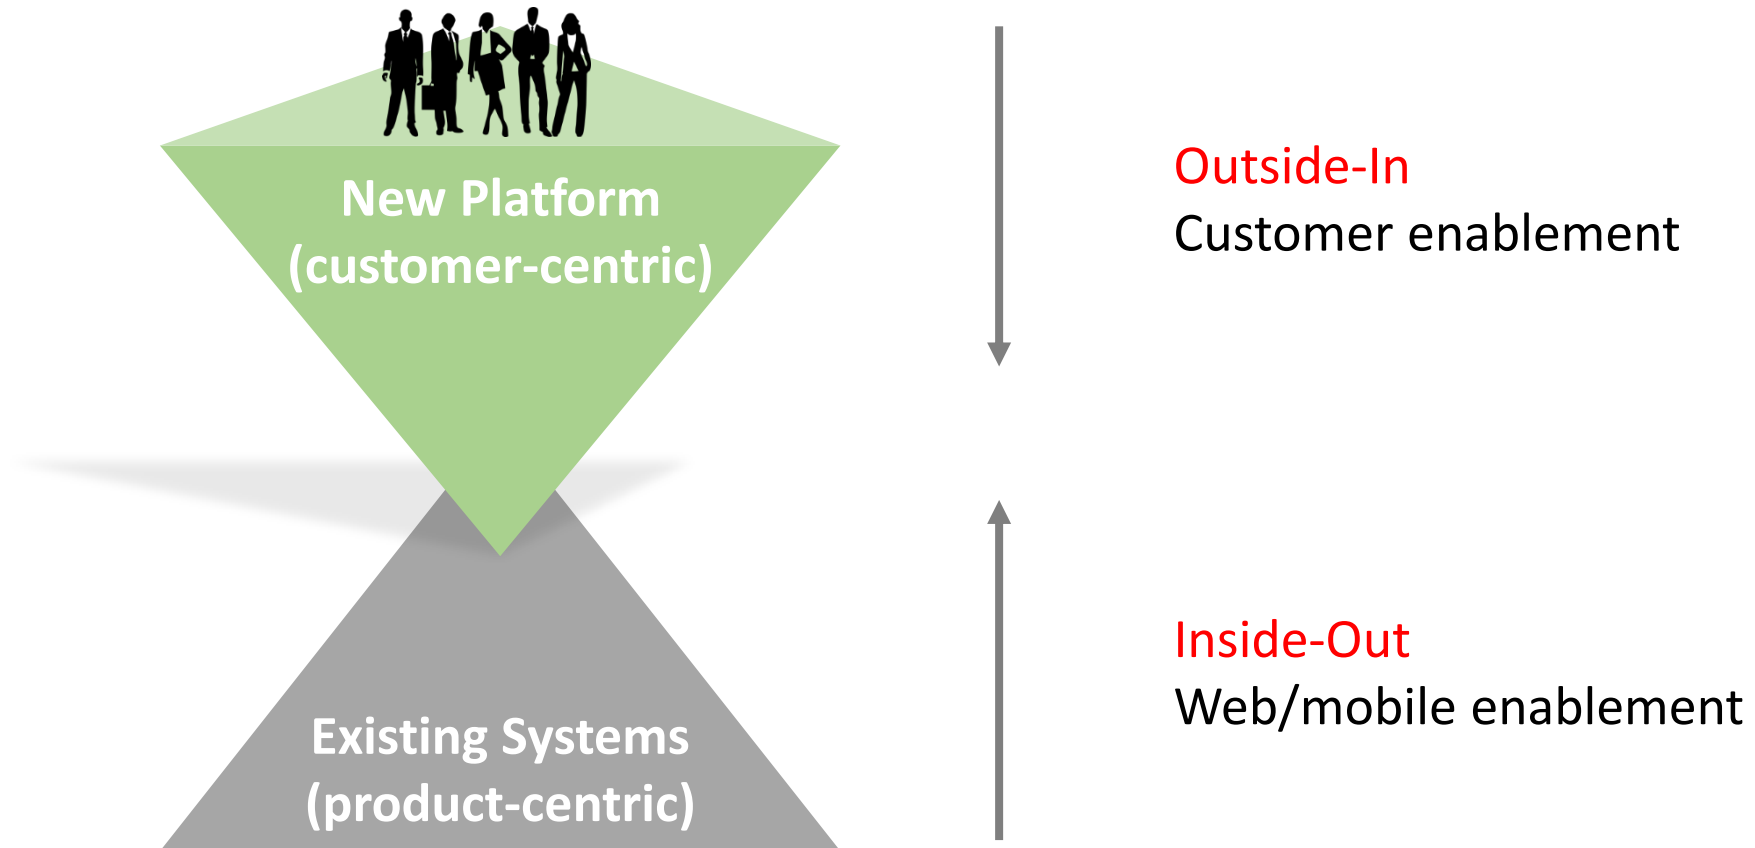 New Platform
(customer-centric)
Outside-In
Customer enablement
Existing Systems
(product-centric)
Inside-Out
Web/mobile enablement